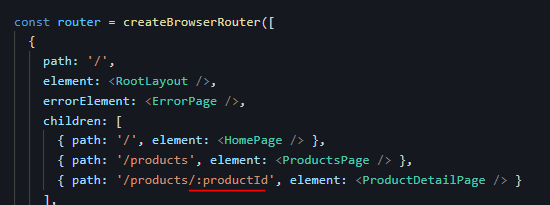 const router = createBrowserRouter([
{
path: '/',
element: <RootLayout />,
errorElement: <ErrorPage />,
children: [
{ path: '/', element: <HomePage /> },
{ path: '/products', element: <ProductsPage /> },
{ path: '/products/:productId', element: <ProductDetailPage /> }
],